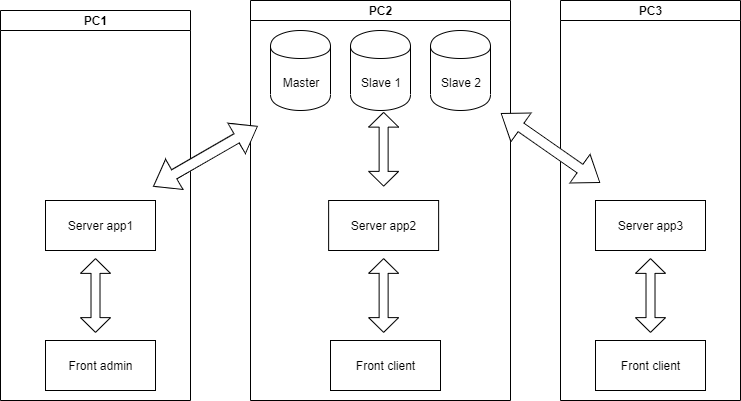 PC1
PC2
PC3
Master
Slave 1
Slave 2
Server app1
Server app2
Server app3
Front admin
Front client
Front client